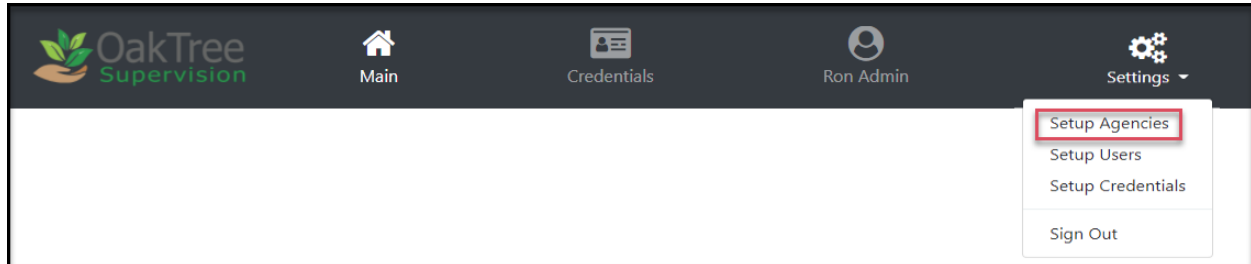 OakTree
Supervision
Main
Credentials
Ron Admin
Settings
Setup Agencies
Setup Users
Setup Credentials
Sign Out